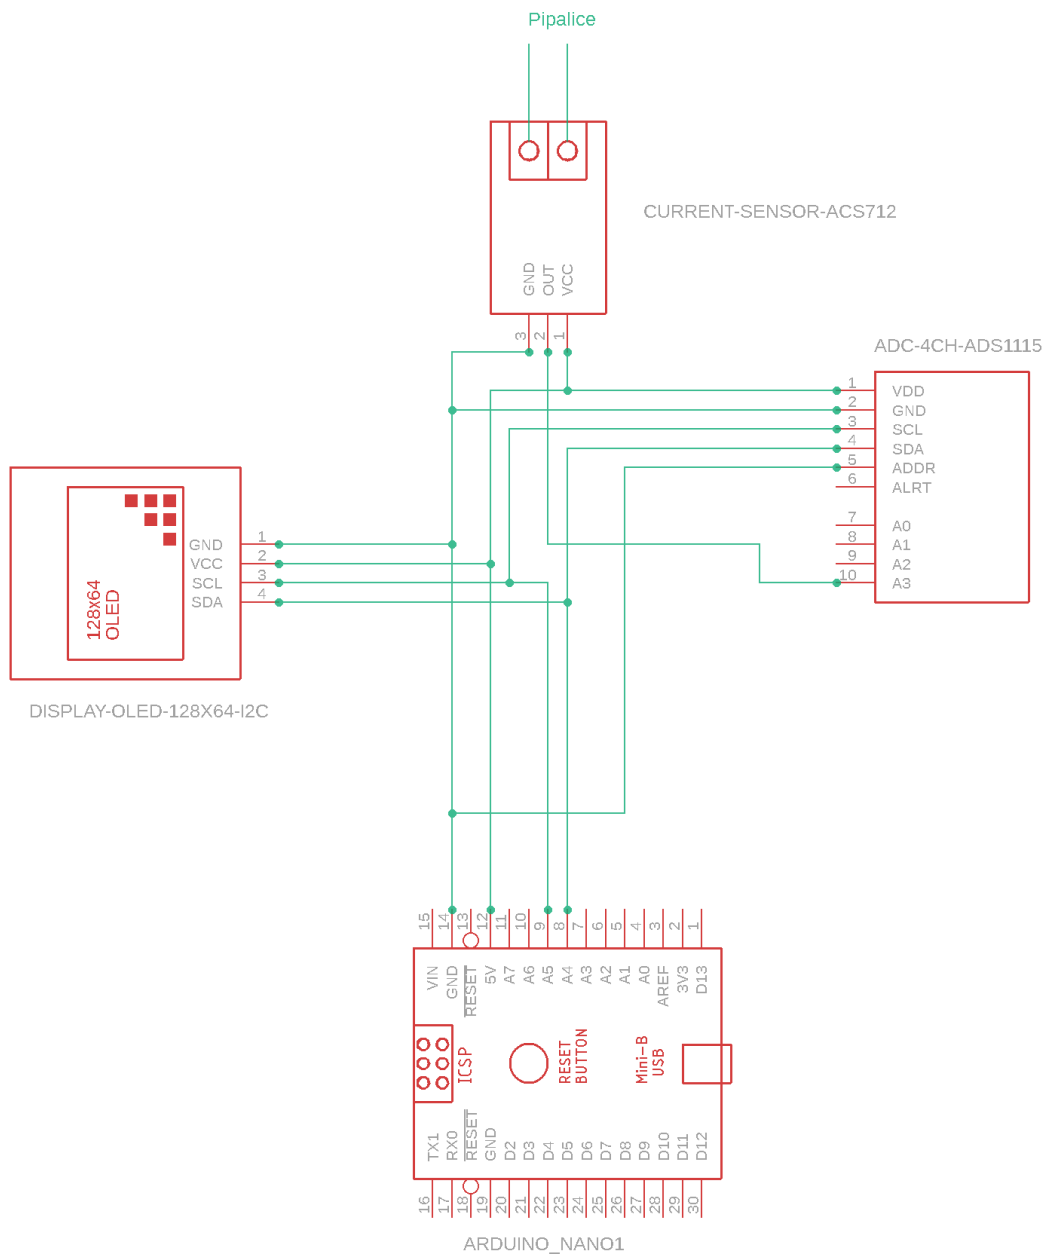 Pipalice
CURRENT-SENSOR-ACS712
GND
OUT
VCC
3
2
1
ADC-4CH-ADS1115
1 VDD
2 GND
3 SCL
4 SDA
5 ADDR
6 ALRT
7 A0
8 A1
9 A2
10 A3
GND 1
VCC 2
SCL 3
SDA 4
128x64
OLED
DISPLAY-OLED-128X64-I2C
15 14 13 12 11 10 9 8 7 6 5 4 3 2 1
VIN GND RESET 5V A7 A6 A5 A4 A3 A2 A1 A0 AREF 3V3 D13
ICSP
RESET
BUTTON
Mini-B
USB
TX1 RX0 RESET GND D2 D3 D4 D5 D6 D7 D8 D9 D10 D11 D12
16 17 18 19 20 21 22 23 24 25 26 27 28 29 30
ARDUINO_NANO1